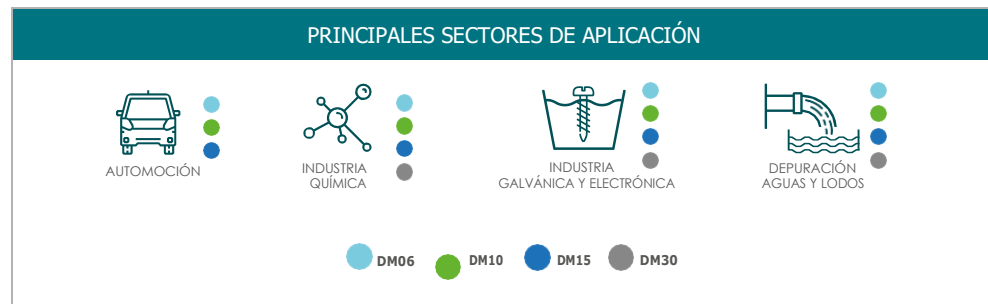 PRINCIPALES SECTORES DE APLICACIÓN
AUTOMOCIÓN
INDUSTRIA
QUÍMICA
INDUSTRIA
GALVÁNICA Y ELECTRÓNICA
DEPURACIÓN
AGUAS Y LODOS
DM06
DM10
DM15
DM30